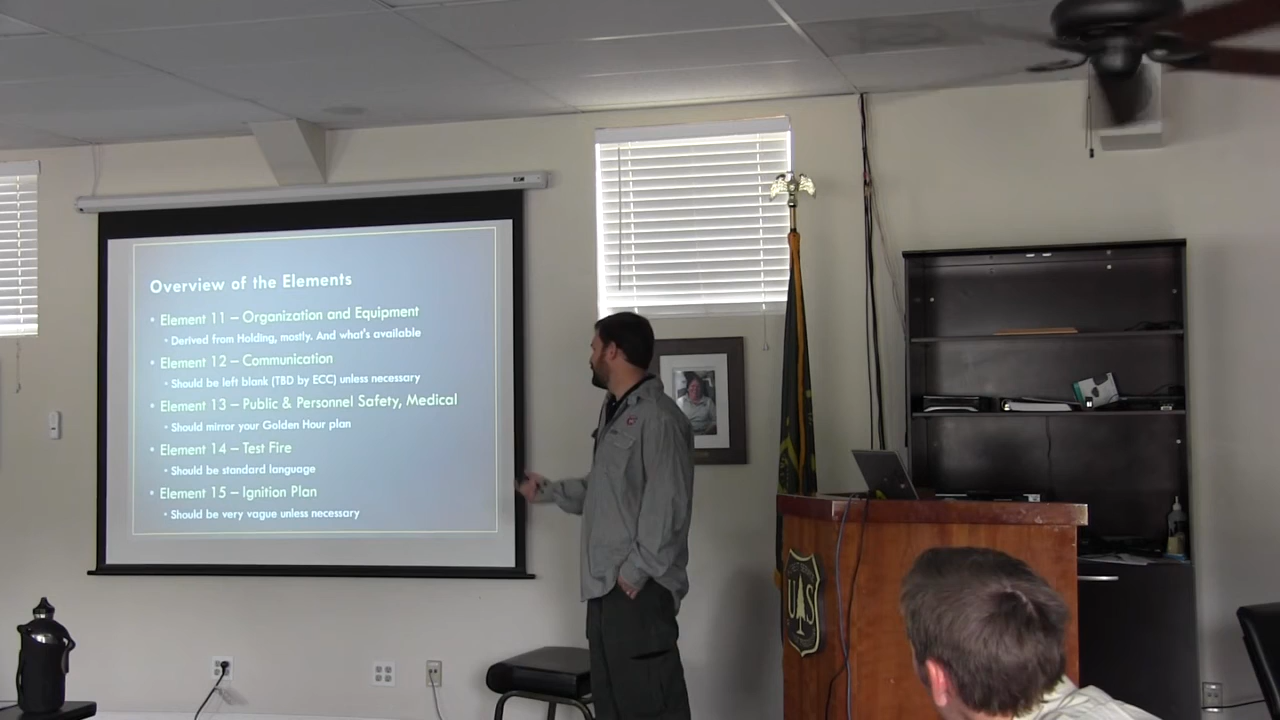 Overview of the Elements
• Element 11 – Organization and Equipment
• Derived from Holding, mostly. And what's available
• Element 12 – Communication
• Should be left blank (TBD by ECC) unless necessary
• Element 13 – Public & Personnel Safety, Medical
• Should mirror your Golden Hour plan
• Element 14 – Test Fire
• Should be standard language
• Element 15 – Ignition Plan
• Should be very vague unless necessary
U S